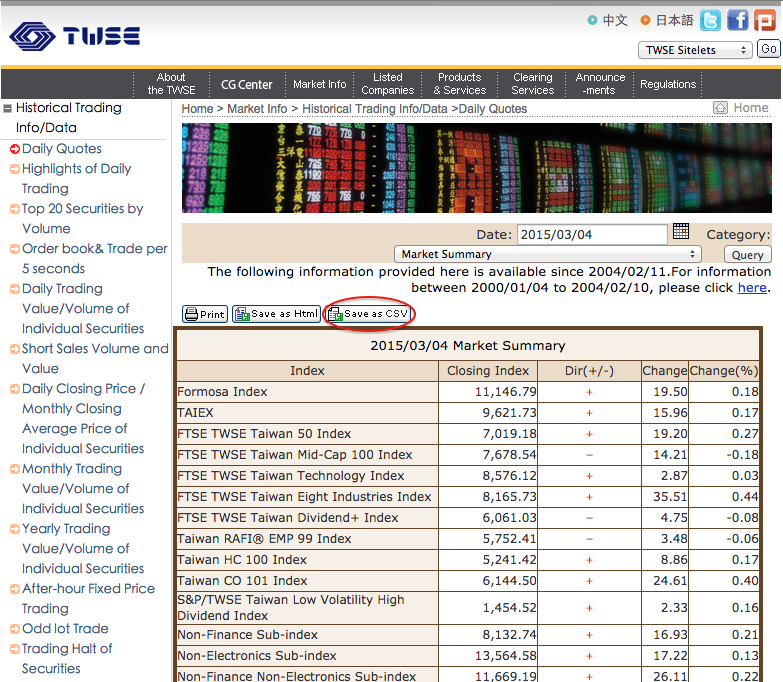 中文 日本語
TWSE
TWSE Sitelets Go
About the TWSE
CG Center
Market Info
Listed Companies
Products & Services
Clearing Services
Announce -ments
Regulations
Historical Trading
Info/Data
Daily Quotes
Highlights of Daily
Trading
Top 20 Securities by
Volume
Order book& Trade per
5 seconds
Daily Trading
Value/Volume of
Individual Securities
Short Sales Volume and
Value
Daily Closing Price /
Monthly Closing
Average Price of
Individual Securities
Monthly Trading
Value/Volume of
Individual Securities
Yearly Trading
Value/Volume of
Individual Securities
After-hour Fixed Price
Trading
Odd lot Trade
Trading Halt of
Securities
Home > Market Info > Historical Trading Info/Data >Daily Quotes
Home
Date: 2015/03/04 Category:
Market Summary Query
The following information provided here is available since 2004/02/11.For information
between 2000/01/04 to 2004/02/10, please click here.
Print Save as Html Save as CSV
2015/03/04 Market Summary
Index Closing Index Dir(+/-) Change Change(%)
Formosa Index 11,146.79 + 19.50 0.18
TAIEX 9,621.73 + 15.96 0.17
FTSE TWSE Taiwan 50 Index 7,019.18 + 19.20 0.27
FTSE TWSE Taiwan Mid-Cap 100 Index 7,678.54 − 14.21 -0.18
FTSE TWSE Taiwan Technology Index 8,576.12 + 2.87 0.03
FTSE TWSE Taiwan Eight Industries Index 8,165.73 + 35.51 0.44
FTSE TWSE Taiwan Dividend+ Index 6,061.03 − 4.75 -0.08
Taiwan RAFI® EMP 99 Index 5,752.41 − 3.48 -0.06
Taiwan HC 100 Index 5,241.42 + 8.86 0.17
Taiwan CO 101 Index 6,144.50 + 24.61 0.40
S&P/TWSE Taiwan Low Volatility High
Dividend Index 1,454.52 + 2.33 0.16
Non-Finance Sub-index 8,132.74 + 16.93 0.21
Non-Electronics Sub-index 13,564.58 + 17.22 0.13
Non-Finance Non-Electronics Sub-index 11,669.19 + 26.11 0.22